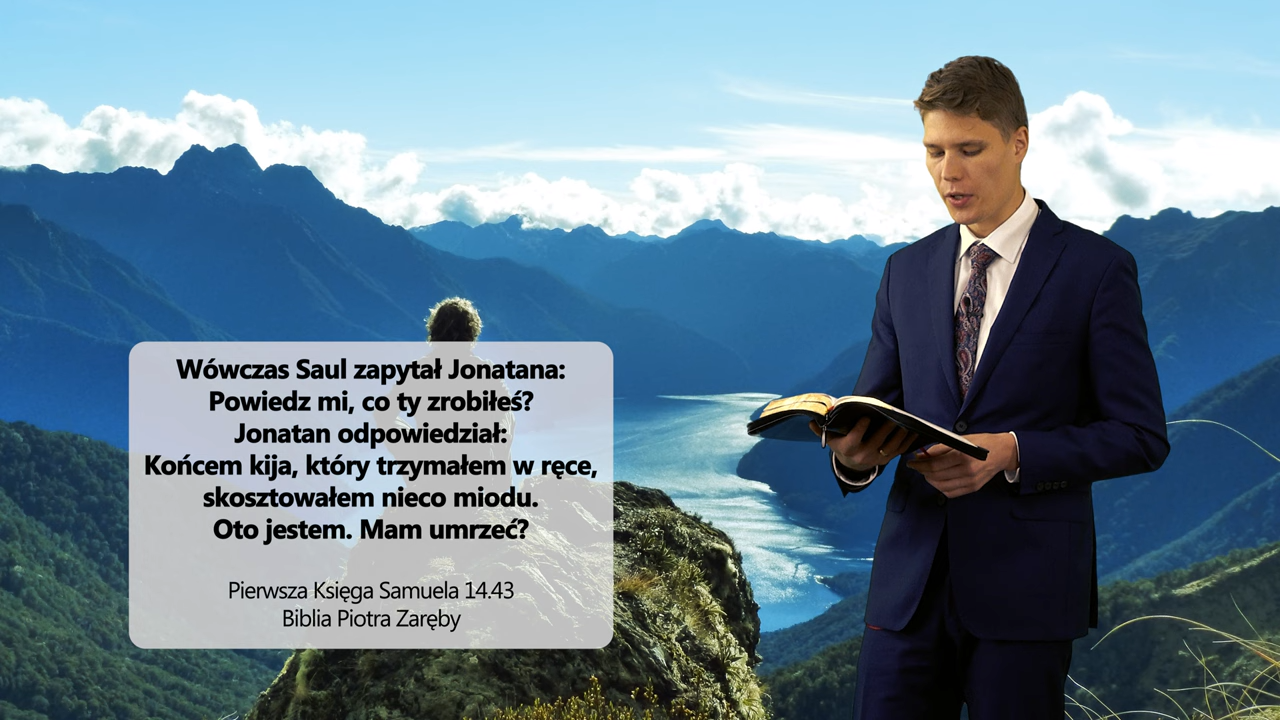 Wówczas Saul zapytał Jonatana:
Powiedz mi, co ty zrobiłeś?
Jonatan odpowiedział:
Końcem kija, który trzymałem w ręce,
skosztowałem nieco miodu.
Oto jestem. Mam umrzeć?
Pierwsza Księga Samuela 14.43
Biblia Piotra Zaręby